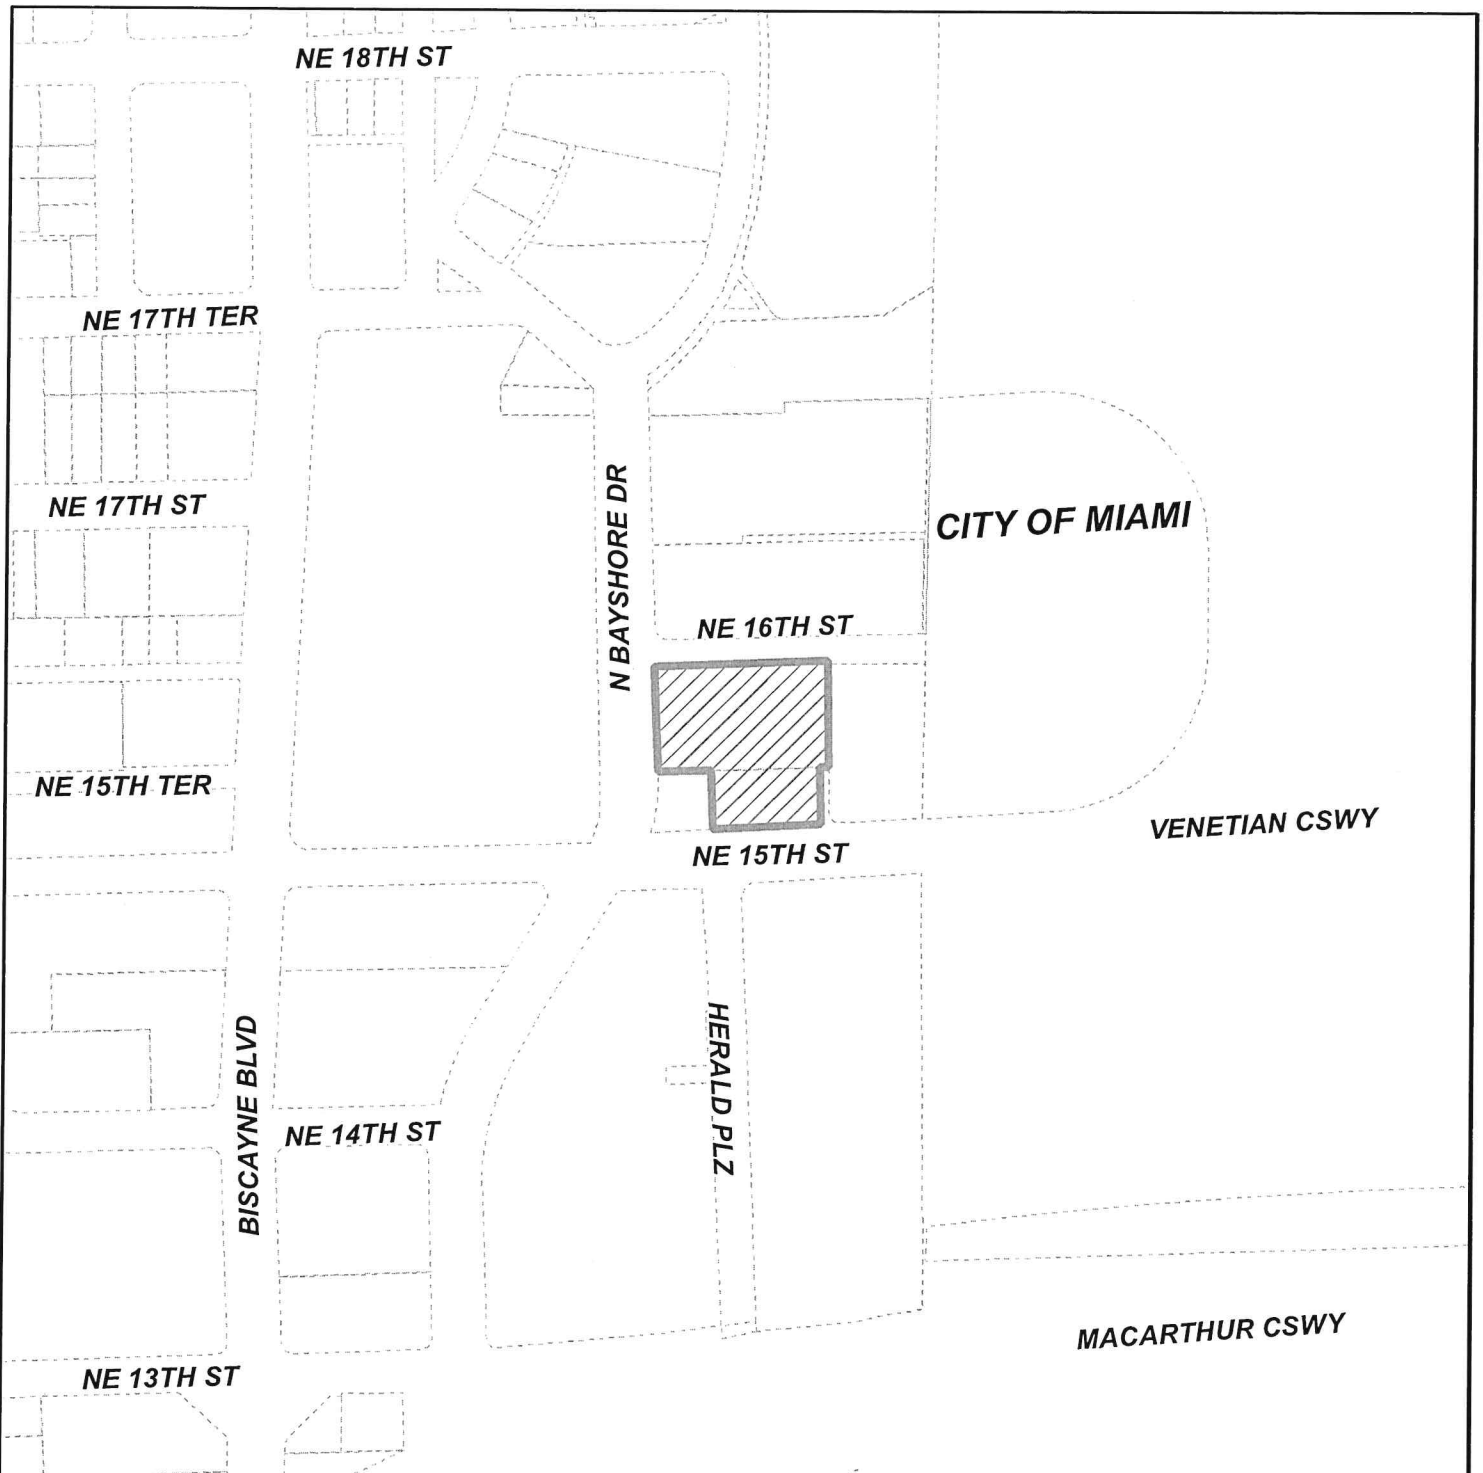 NE 18TH ST
NE 17TH TER
NE 17TH ST
N BAYSHORE DR
CITY OF MIAMI
NE 16TH ST
NE 15TH TER
VENETIAN CSWY
NE 15TH ST
BISCAYNE BLVD
HERALD PLZ
NE 14TH ST
MACARTHUR CSWY
NE 13TH ST